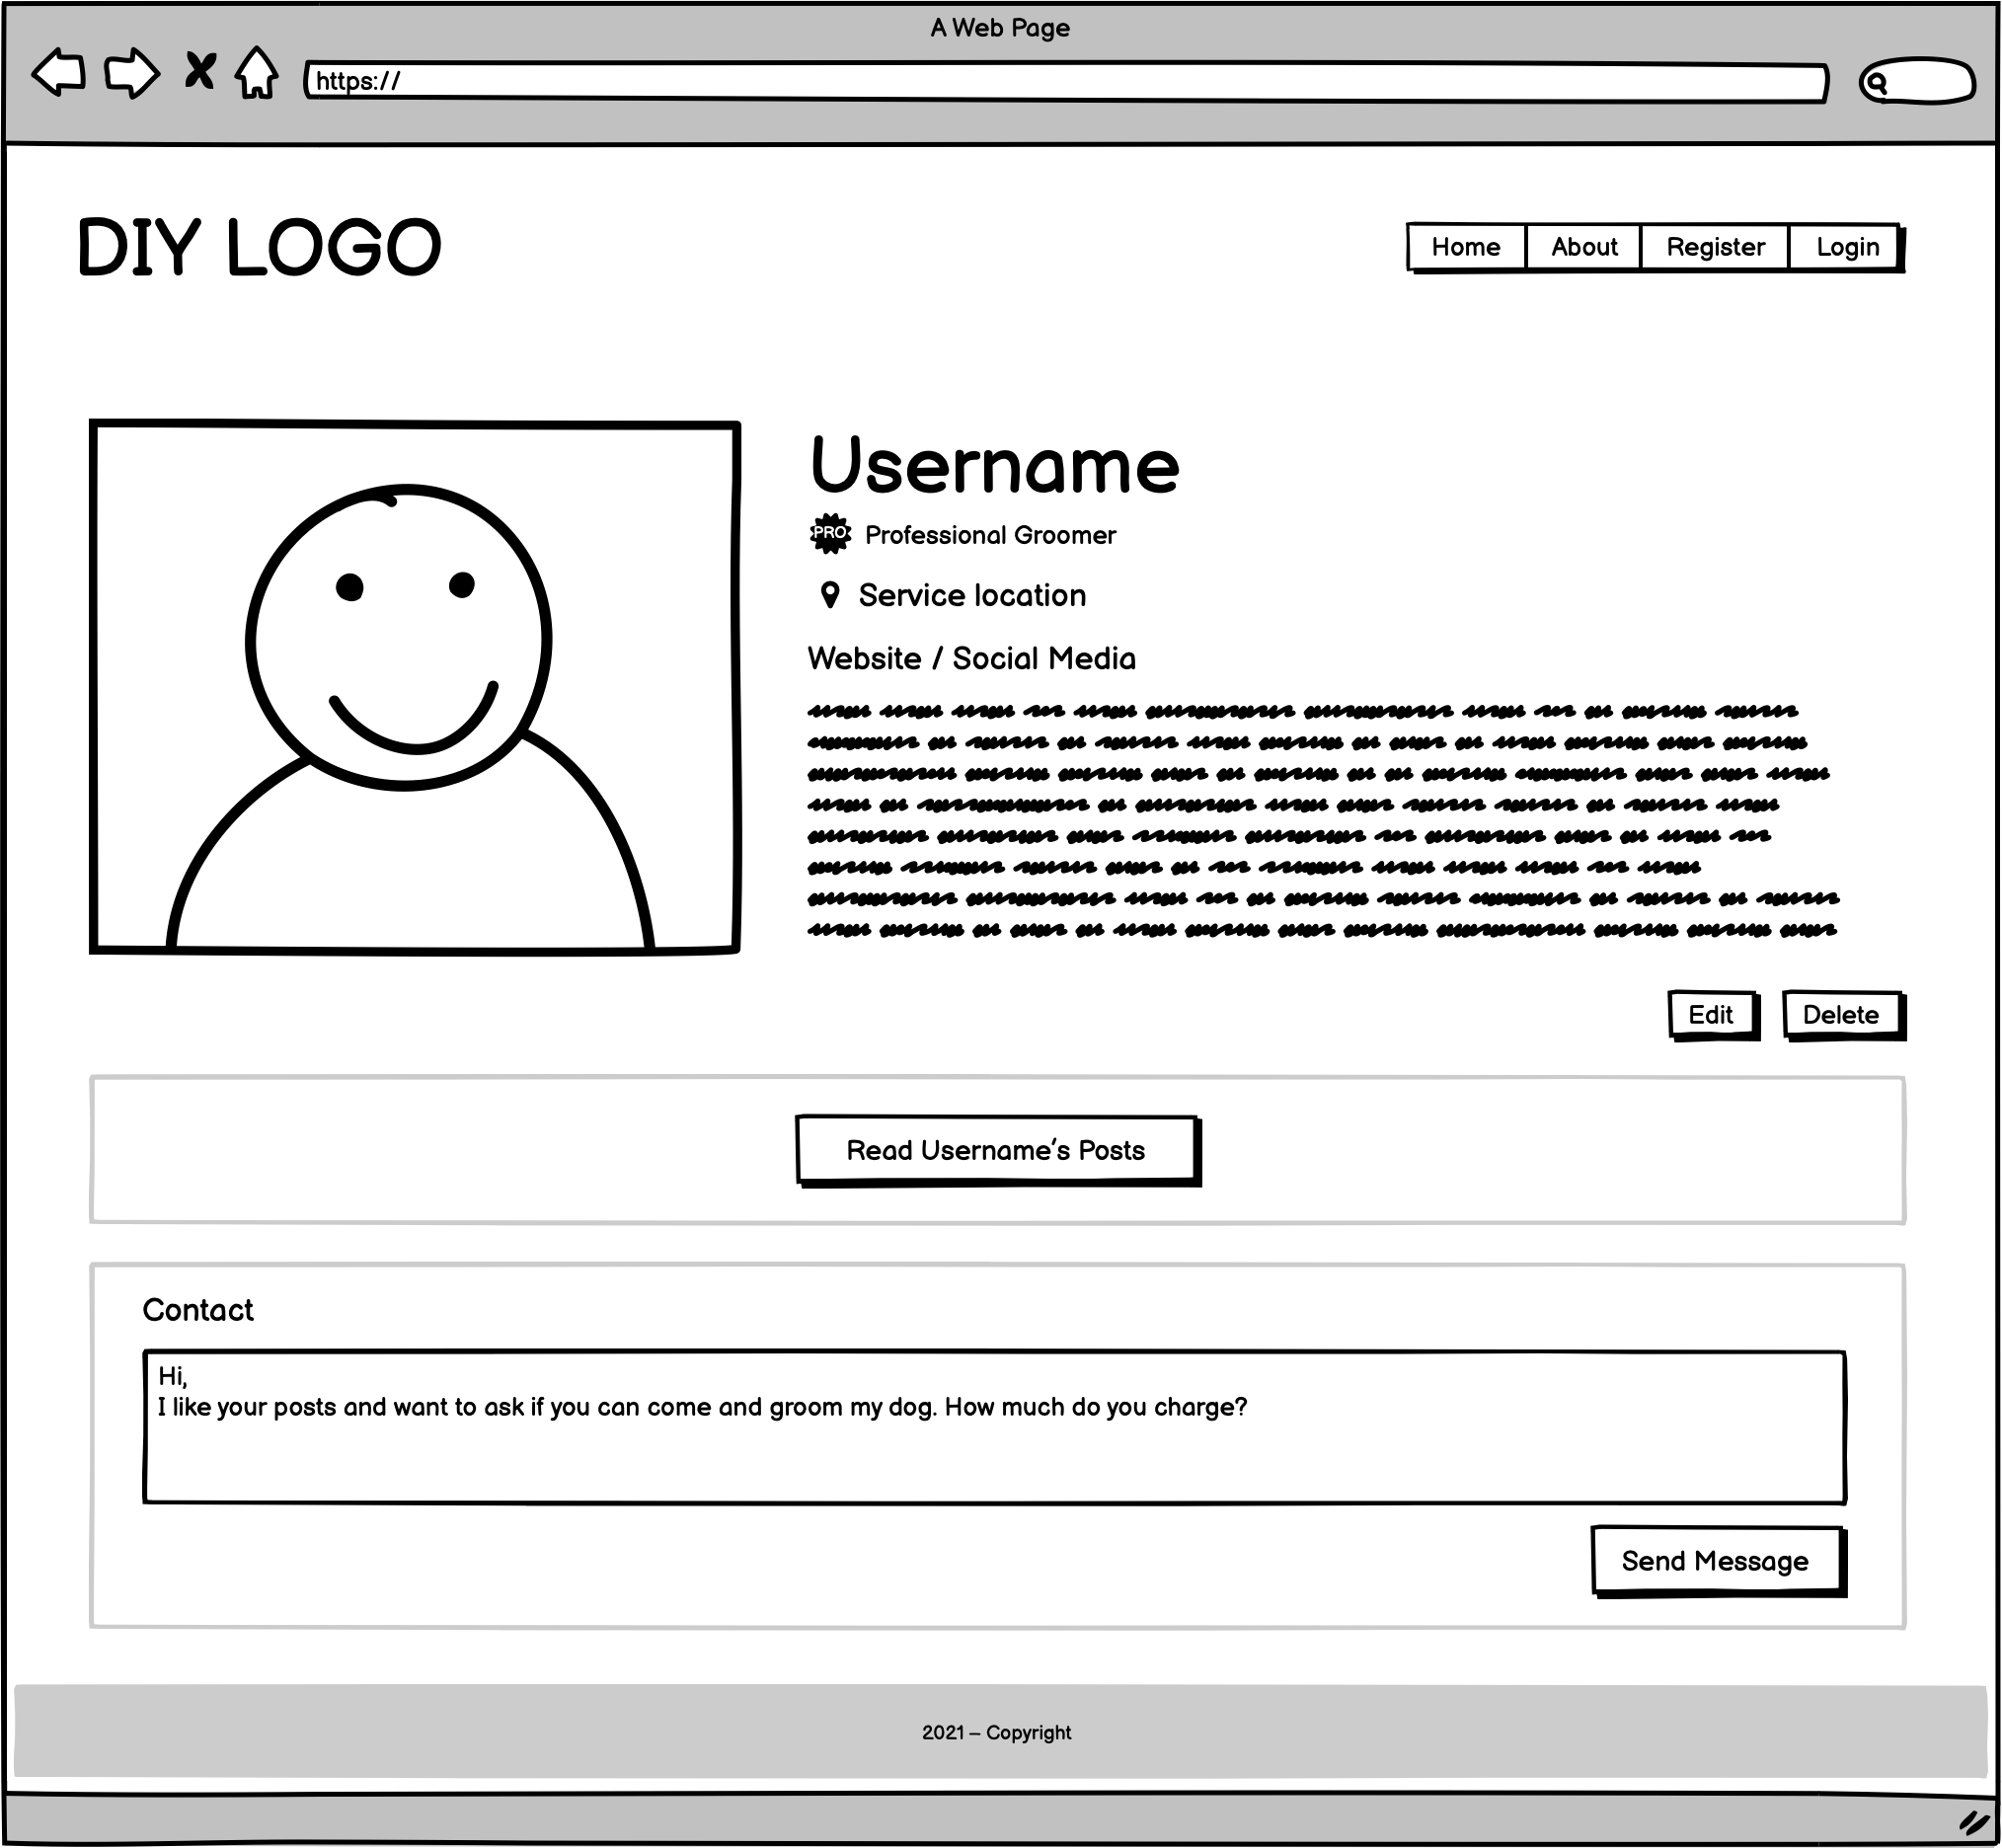 A Web Page
https://
DIY LOGO
Home About Register Login
Username
PRO Professional Groomer
Service location
Website / Social Media
Edit Delete
Read Username's Posts
Contact
Hi,
I like your posts and want to ask if you can come and groom my dog. How much do you charge?
Send Message
2021 – Copyright